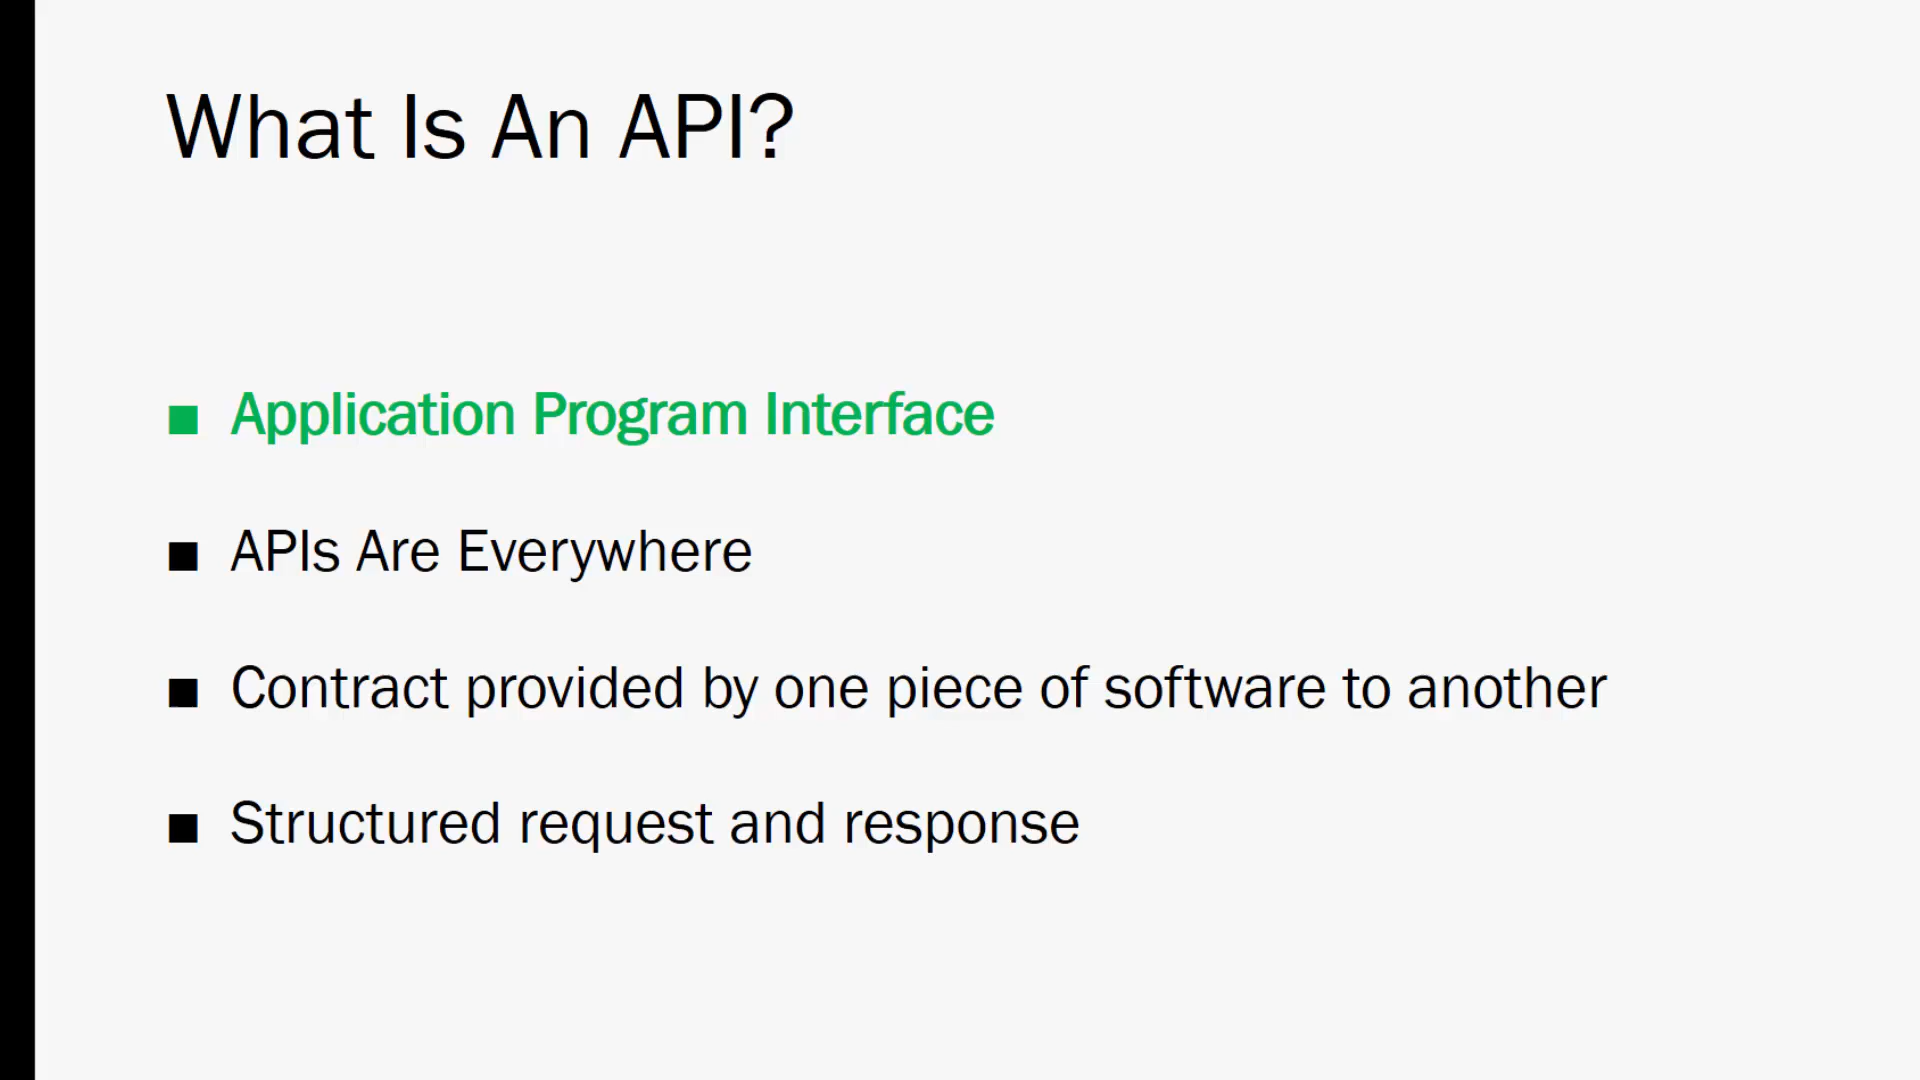 What Is An API?
■ Application Program Interface
■ APIs Are Everywhere
■ Contract provided by one piece of software to another
■ Structured request and response